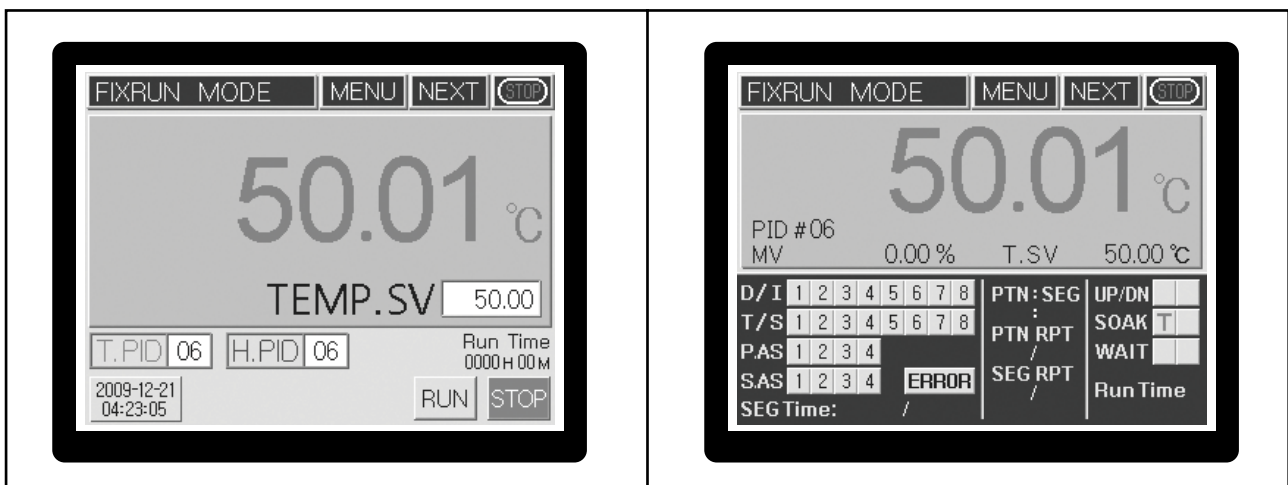 FIXRUN MODE MENU NEXT STOP
50.01 ℃
TEMP.SV 50.00
T.PID 06 H.PID 06 Run Time
0000 H 00 M
2009-12-21
04:23:05
RUN STOP
FIXRUN MODE MENU NEXT STOP
50.01 ℃
PID # 06
MV 0.00 % T.SV 50.00 ℃
D/I 1 2 3 4 5 6 7 8
T/S 1 2 3 4 5 6 7 8
P.AS 1 2 3 4
S.AS 1 2 3 4 ERROR
SEG Time: /
PTN : SEG
:
PTN RPT
/
SEG RPT
/
UP/DN
SOAK T
WAIT
Run Time